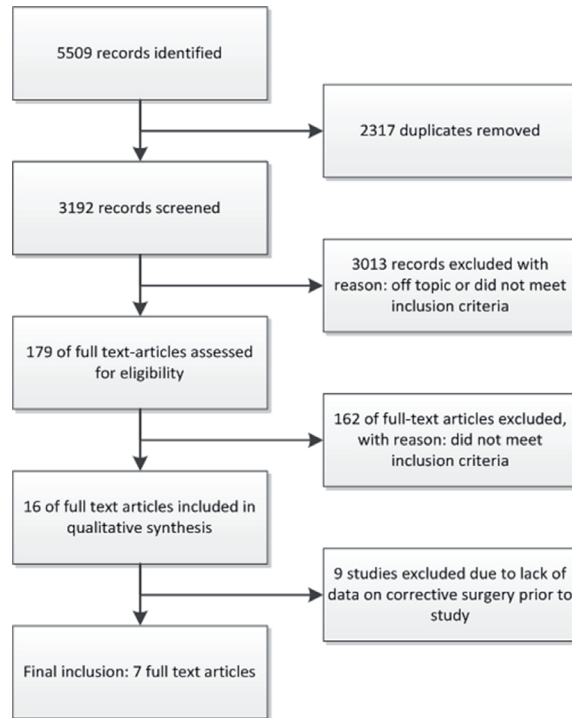 5509 records identified
2317 duplicates removed
3192 records screened
3013 records excluded with
reason: off topic or did not meet
inclusion criteria
179 of full text-articles assessed
for eligibility
162 of full-text articles excluded,
with reason: did not meet
inclusion criteria
16 of full text articles included in
qualitative synthesis
9 studies excluded due to lack of
data on corrective surgery prior to
study
Final inclusion: 7 full text articles